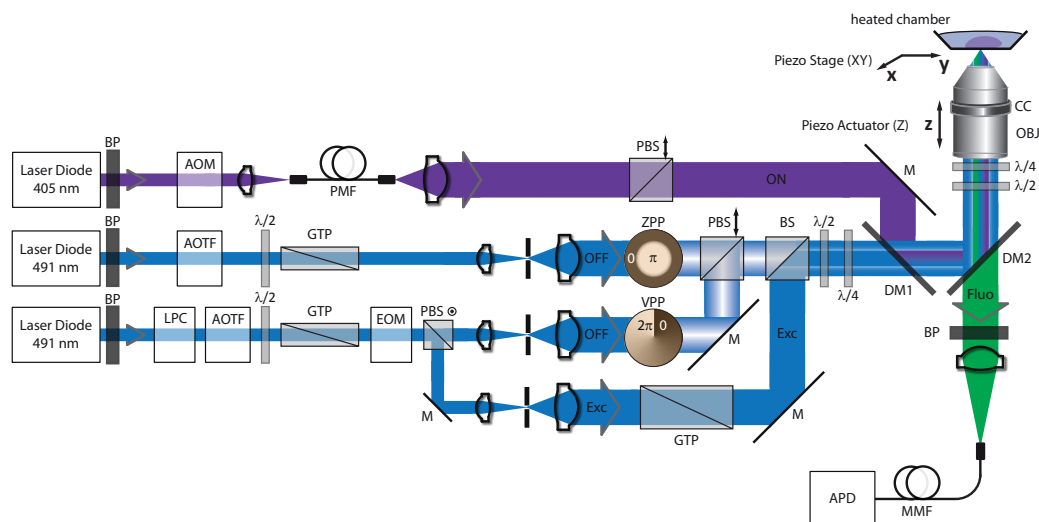 heated chamber
Piezo Stage (XY)
x
y
CC
z
Piezo Actuator (Z)
OBJ
BP
Laser Diode
405 nm
AOM
PMF
PBS
ON
M
λ/4
λ/2
BP
Laser Diode
491 nm
AOTF
λ/2
GTP
OFF
ZPP
0
π
PBS
BS
λ/2
λ/4
DM1
DM2
BP
Laser Diode
491 nm
LPC
AOTF
λ/2
GTP
EOM
PBS
OFF
VPP
2π
0
M
Exc
Fluo
BP
M
Exc
GTP
M
APD
MMF